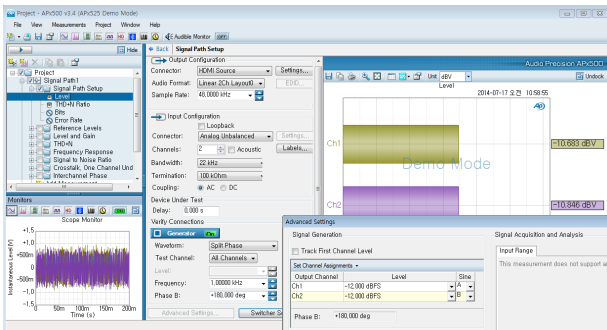 Project - APx500 v3.4 (APx525 Demo Mode)
File View Measurements Project Window Help
Audible Monitor OFF
Hide
Back Signal Path Setup
Project
Signal Path1
Signal Path Setup
Level
THD+N Ratio
Bits
Error Rate
Reference Levels
Level and Gain
THD+N
Frequency Response
Signal to Noise Ratio
Crosstalk, One Channel Und
Interchannel Phase
Monitors
Scope Monitor
Instantaneous Level (V)
+1,5
+1,0
+500m
0
-500m
-1,0
-1,5
0 50m 100m 150m 200m
Time (s)
Output Configuration
Connector: HDMI Source Settings...
Audio Format: Linear 2Ch Layout0 EDID...
Sample Rate: 48,0000 kHz
Input Configuration
Loopback
Connector: Analog Unbalanced Settings...
Channels: 2 Acoustic Labels...
Bandwidth: 22 kHz
Termination: 100 kOhm
Coupling: AC DC
Device Under Test
Delay: 0,000 s
Verify Connections
Generator On
Waveform: Split Phase
Test Channel: All Channels
Level:
Frequency: 1,00000 kHz
Phase B: +180,000 deg
Advanced Settings... Switcher S
Audio Precision APx500
Unit dBV Undock
Level
2014-07-17 오전 10:58:55
Ch1
-10.683 dBV
Demo Mode
Ch2
-10.846 dBV
Advanced Settings
Signal Generation
Track First Channel Level
Set Channel Assignments
Output Channel Level Sine
Ch1 -12.000 dBFS A
Ch2 -12.000 dBFS B
Phase B: +180,000 deg
Signal Acquisition and Analysis
Input Range
This measurement does not support a